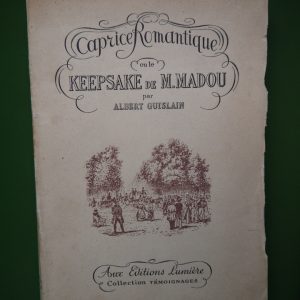 Caprice Romantique
ou le
KEEPSAKE DE M. MADOU
par
ALBERT GUISLAIN
Aux Editions Lumière
Collection TÉMOIGNAGES